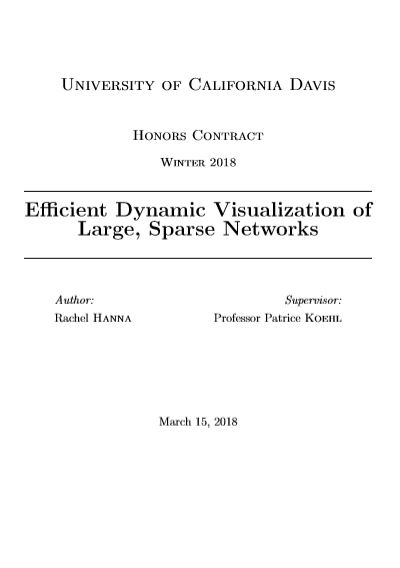 University of California Davis
Honors Contract
Winter 2018
Efficient Dynamic Visualization of
Large, Sparse Networks
Author:
Supervisor:
Rachel Hanna
Professor Patrice Koehl
March 15, 2018